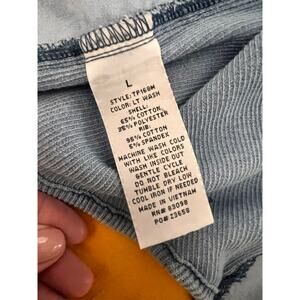 L
STYLE: TP168M
COLOR: LT WASH
SHELL:
65% COTTON
35% POLYESTER
RIB:
95% COTTON
5% SPANDEX
MACHINE WASH COLD
WITH LIKE COLORS
WASH INSIDE OUT
GENTLE CYCLE
DO NOT BLEACH
TUMBLE DRY LOW
COOL IRON IF NEEDED
MADE IN VIETNAM
RN# 83098
PO# 23658